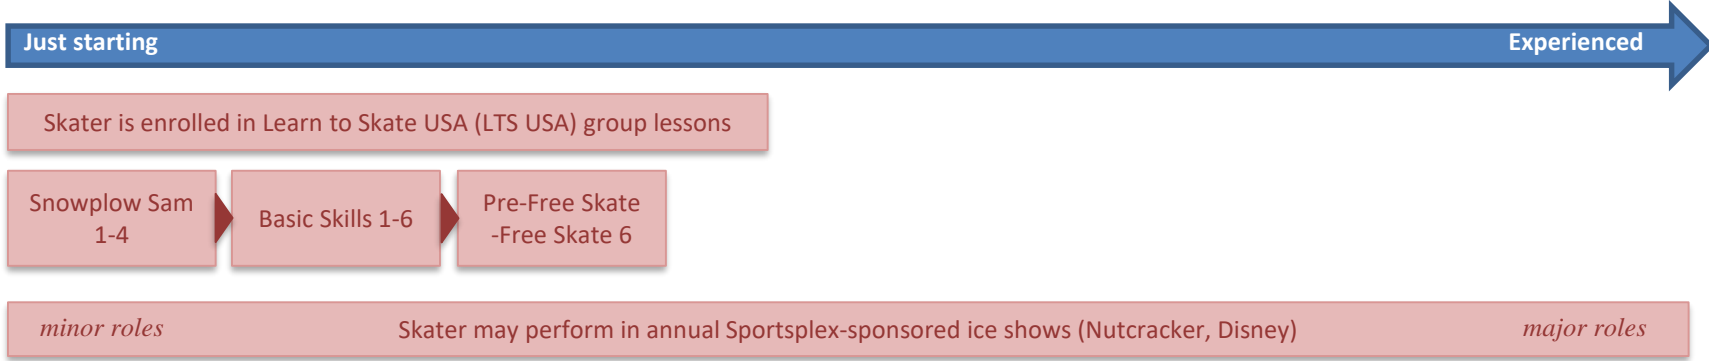 Just starting Experienced
Skater is enrolled in Learn to Skate USA (LTS USA) group lessons
Snowplow Sam
1-4
Basic Skills 1-6
Pre-Free Skate
-Free Skate 6
minor roles Skater may perform in annual Sportsplex-sponsored ice shows (Nutcracker, Disney) major roles